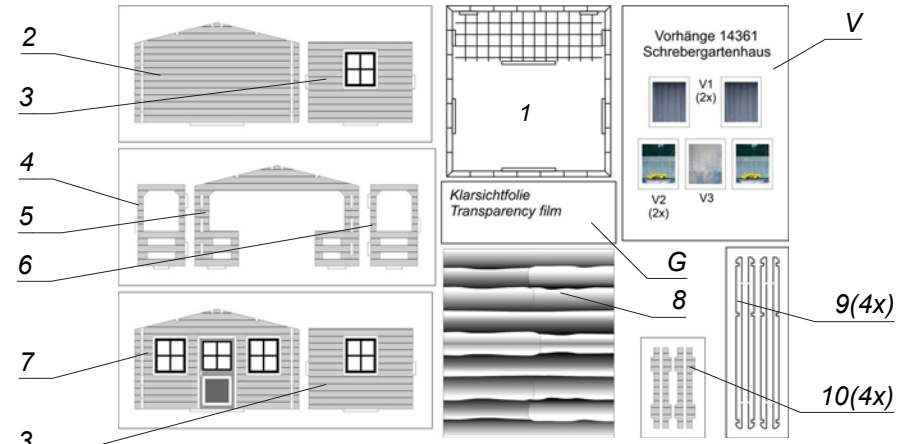 2
3
4
5
6
7
3
1
Klarsichtfolie
Transparency film
G
8
Vorhänge 14361
Schrebergartenhaus
V
V1
(2x)
V2
(2x)
V3
9(4x)
10(4x)